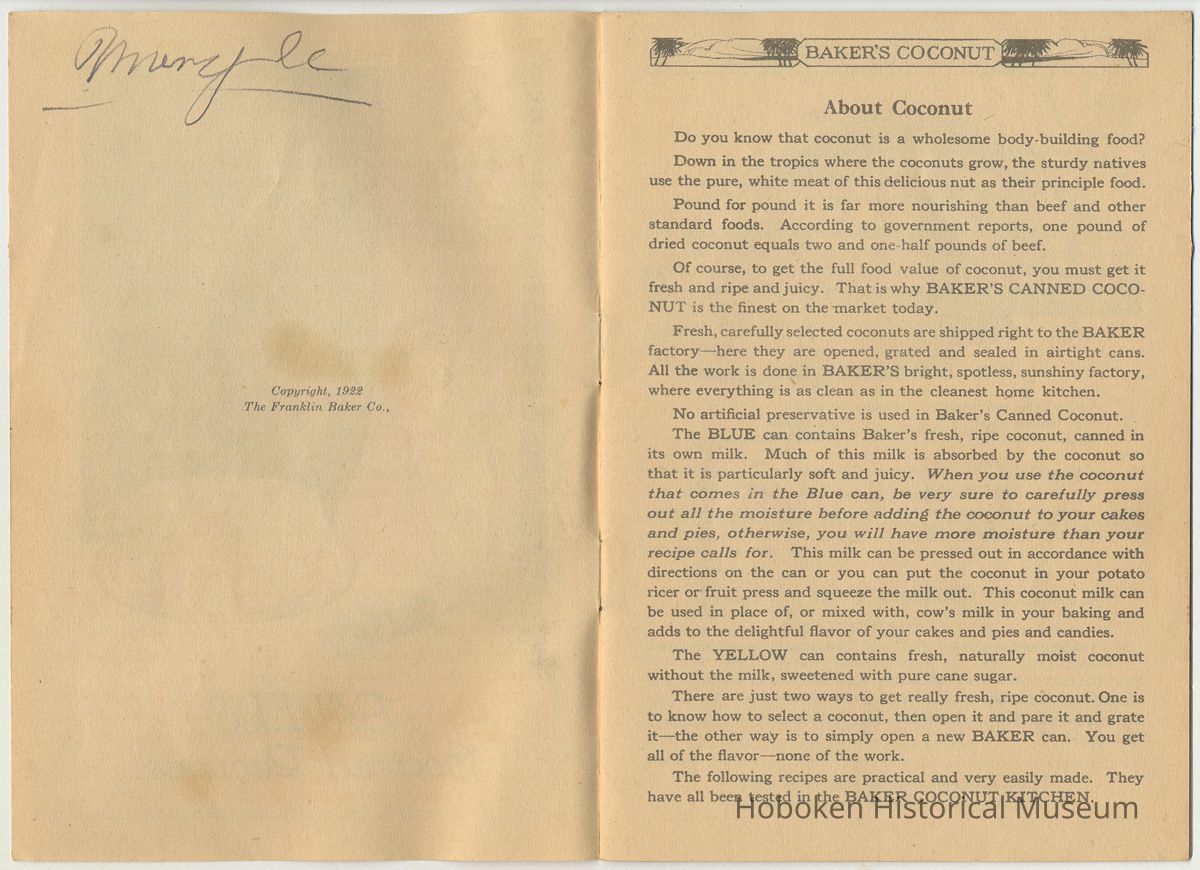 Copyright, 1922
The Franklin Baker Co.,
BAKER'S COCONUT
About Coconut
Do you know that coconut is a wholesome body-building food?
Down in the tropics where the coconuts grow, the sturdy natives
use the pure, white meat of this delicious nut as their principle food.
Pound for pound it is far more nourishing than beef and other
standard foods. According to government reports, one pound of
dried coconut equals two and one-half pounds of beef.
Of course, to get the full food value of coconut, you must get it
fresh and ripe and juicy. That is why BAKER'S CANNED COCO-
NUT is the finest on the market today.
Fresh, carefully selected coconuts are shipped right to the BAKER
factory—here they are opened, grated and sealed in airtight cans.
All the work is done in BAKER'S bright, spotless, sunshiny factory,
where everything is as clean as in the cleanest home kitchen.
No artificial preservative is used in Baker's Canned Coconut.
The BLUE can contains Baker's fresh, ripe coconut, canned in
its own milk. Much of this milk is absorbed by the coconut so
that it is particularly soft and juicy. When you use the coconut
that comes in the Blue can, be very sure to carefully press
out all the moisture before adding the coconut to your cakes
and pies, otherwise, you will have more moisture than your
recipe calls for. This milk can be pressed out in accordance with
directions on the can or you can put the coconut in your potato
ricer or fruit press and squeeze the milk out. This coconut milk can
be used in place of, or mixed with, cow's milk in your baking and
adds to the delightful flavor of your cakes and pies and candies.
The YELLOW can contains fresh, naturally moist coconut
without the milk, sweetened with pure cane sugar.
There are just two ways to get really fresh, ripe coconut. One is
to know how to select a coconut, then open it and pare it and grate
it—the other way is to simply open a new BAKER can. You get
all of the flavor—none of the work.
The following recipes are practical and very easily made. They
have all been tested in the BAKER COCONUT KITCHEN.
Hoboken Historical Museum